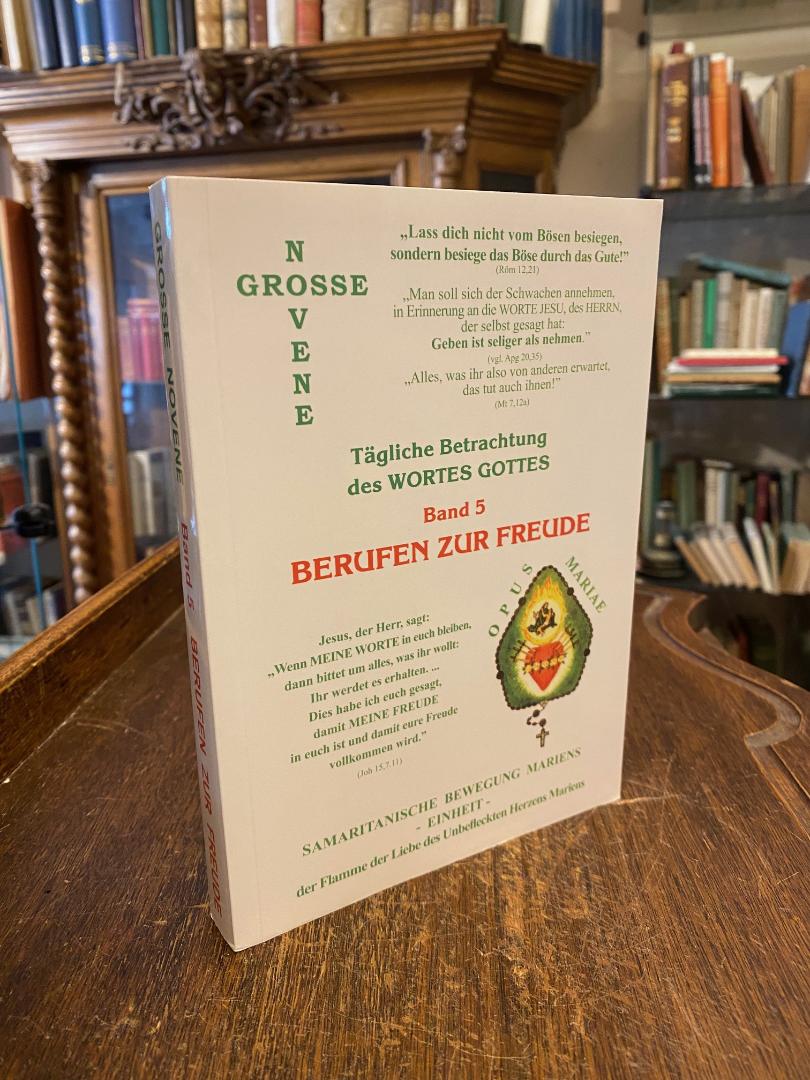 GROSSE NOVENE Band 5 BERUFEN ZUR FREUDE
NOVENE
GROSSE
„Lass dich nicht vom Bösen besiegen,
sondern besiege das Böse durch das Gute!"
(Röm 12,21)
„Man soll sich der Schwachen annehmen,
in Erinnerung an die WORTE JESU, des HERRN,
der selbst gesagt hat:
Geben ist seliger als nehmen."
(vgl. Apg 20,35)
„Alles, was ihr also von anderen erwartet,
das tut auch ihnen!"
(Mt 7,12a)
Tägliche Betrachtung
des WORTES GOTTES
Band 5
BERUFEN ZUR FREUDE
OPUS MARIAE
Jesus, der Herr, sagt:
„Wenn MEINE WORTE in euch bleiben,
dann bittet um alles, was ihr wollt:
Ihr werdet es erhalten. ...
Dies habe ich euch gesagt,
damit MEINE FREUDE
in euch ist und damit eure Freude
vollkommen wird."
(Joh 15,7.11)
SAMARITANISCHE BEWEGUNG MARIENS
- EINHEIT -
der Flamme der Liebe des Unbefleckten Herzens Mariens